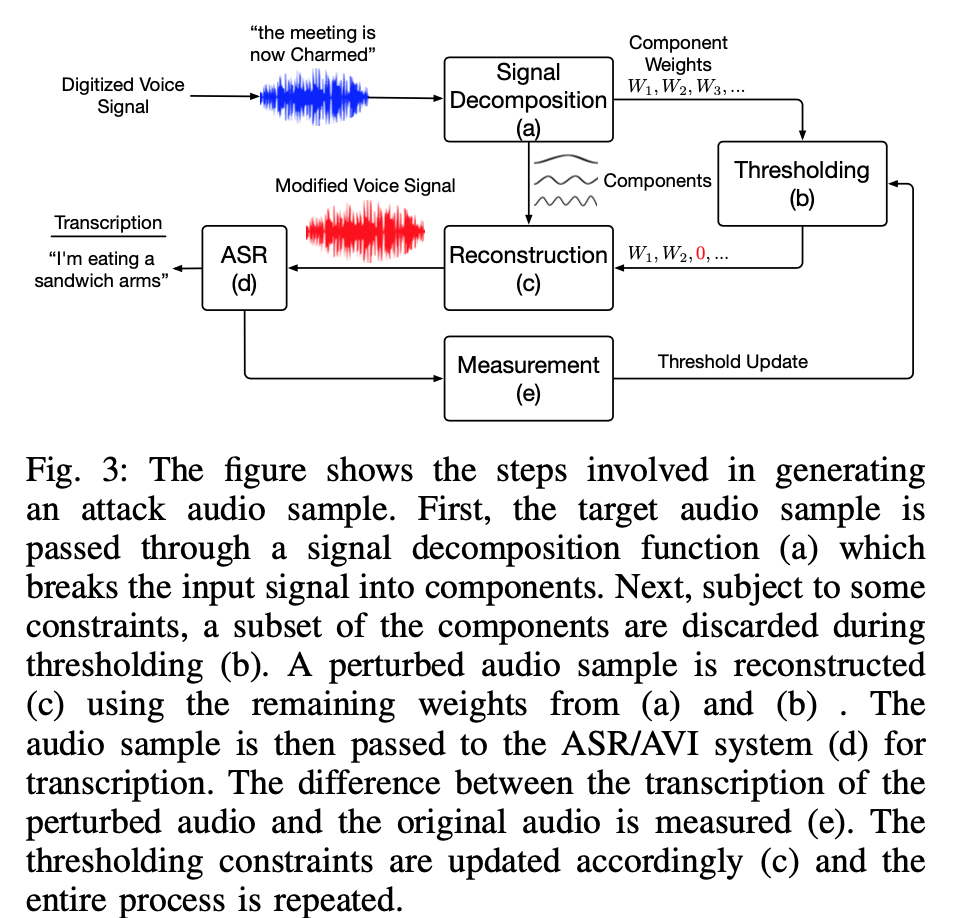 “the meeting is
now Charmed”
Digitized Voice
Signal
Signal
Decomposition
(a)
Component
Weights
W1, W2, W3, ...
Components
Thresholding
(b)
Modified Voice Signal
Transcription
“I'm eating a
sandwich arms”
ASR
(d)
Reconstruction
(c)
W1, W2, 0, ...
Measurement
(e)
Threshold Update
Fig. 3: The figure shows the steps involved in generating
an attack audio sample. First, the target audio sample is
passed through a signal decomposition function (a) which
breaks the input signal into components. Next, subject to some
constraints, a subset of the components are discarded during
thresholding (b). A perturbed audio sample is reconstructed
(c) using the remaining weights from (a) and (b) . The
audio sample is then passed to the ASR/AVI system (d) for
transcription. The difference between the transcription of the
perturbed audio and the original audio is measured (e). The
thresholding constraints are updated accordingly (c) and the
entire process is repeated.